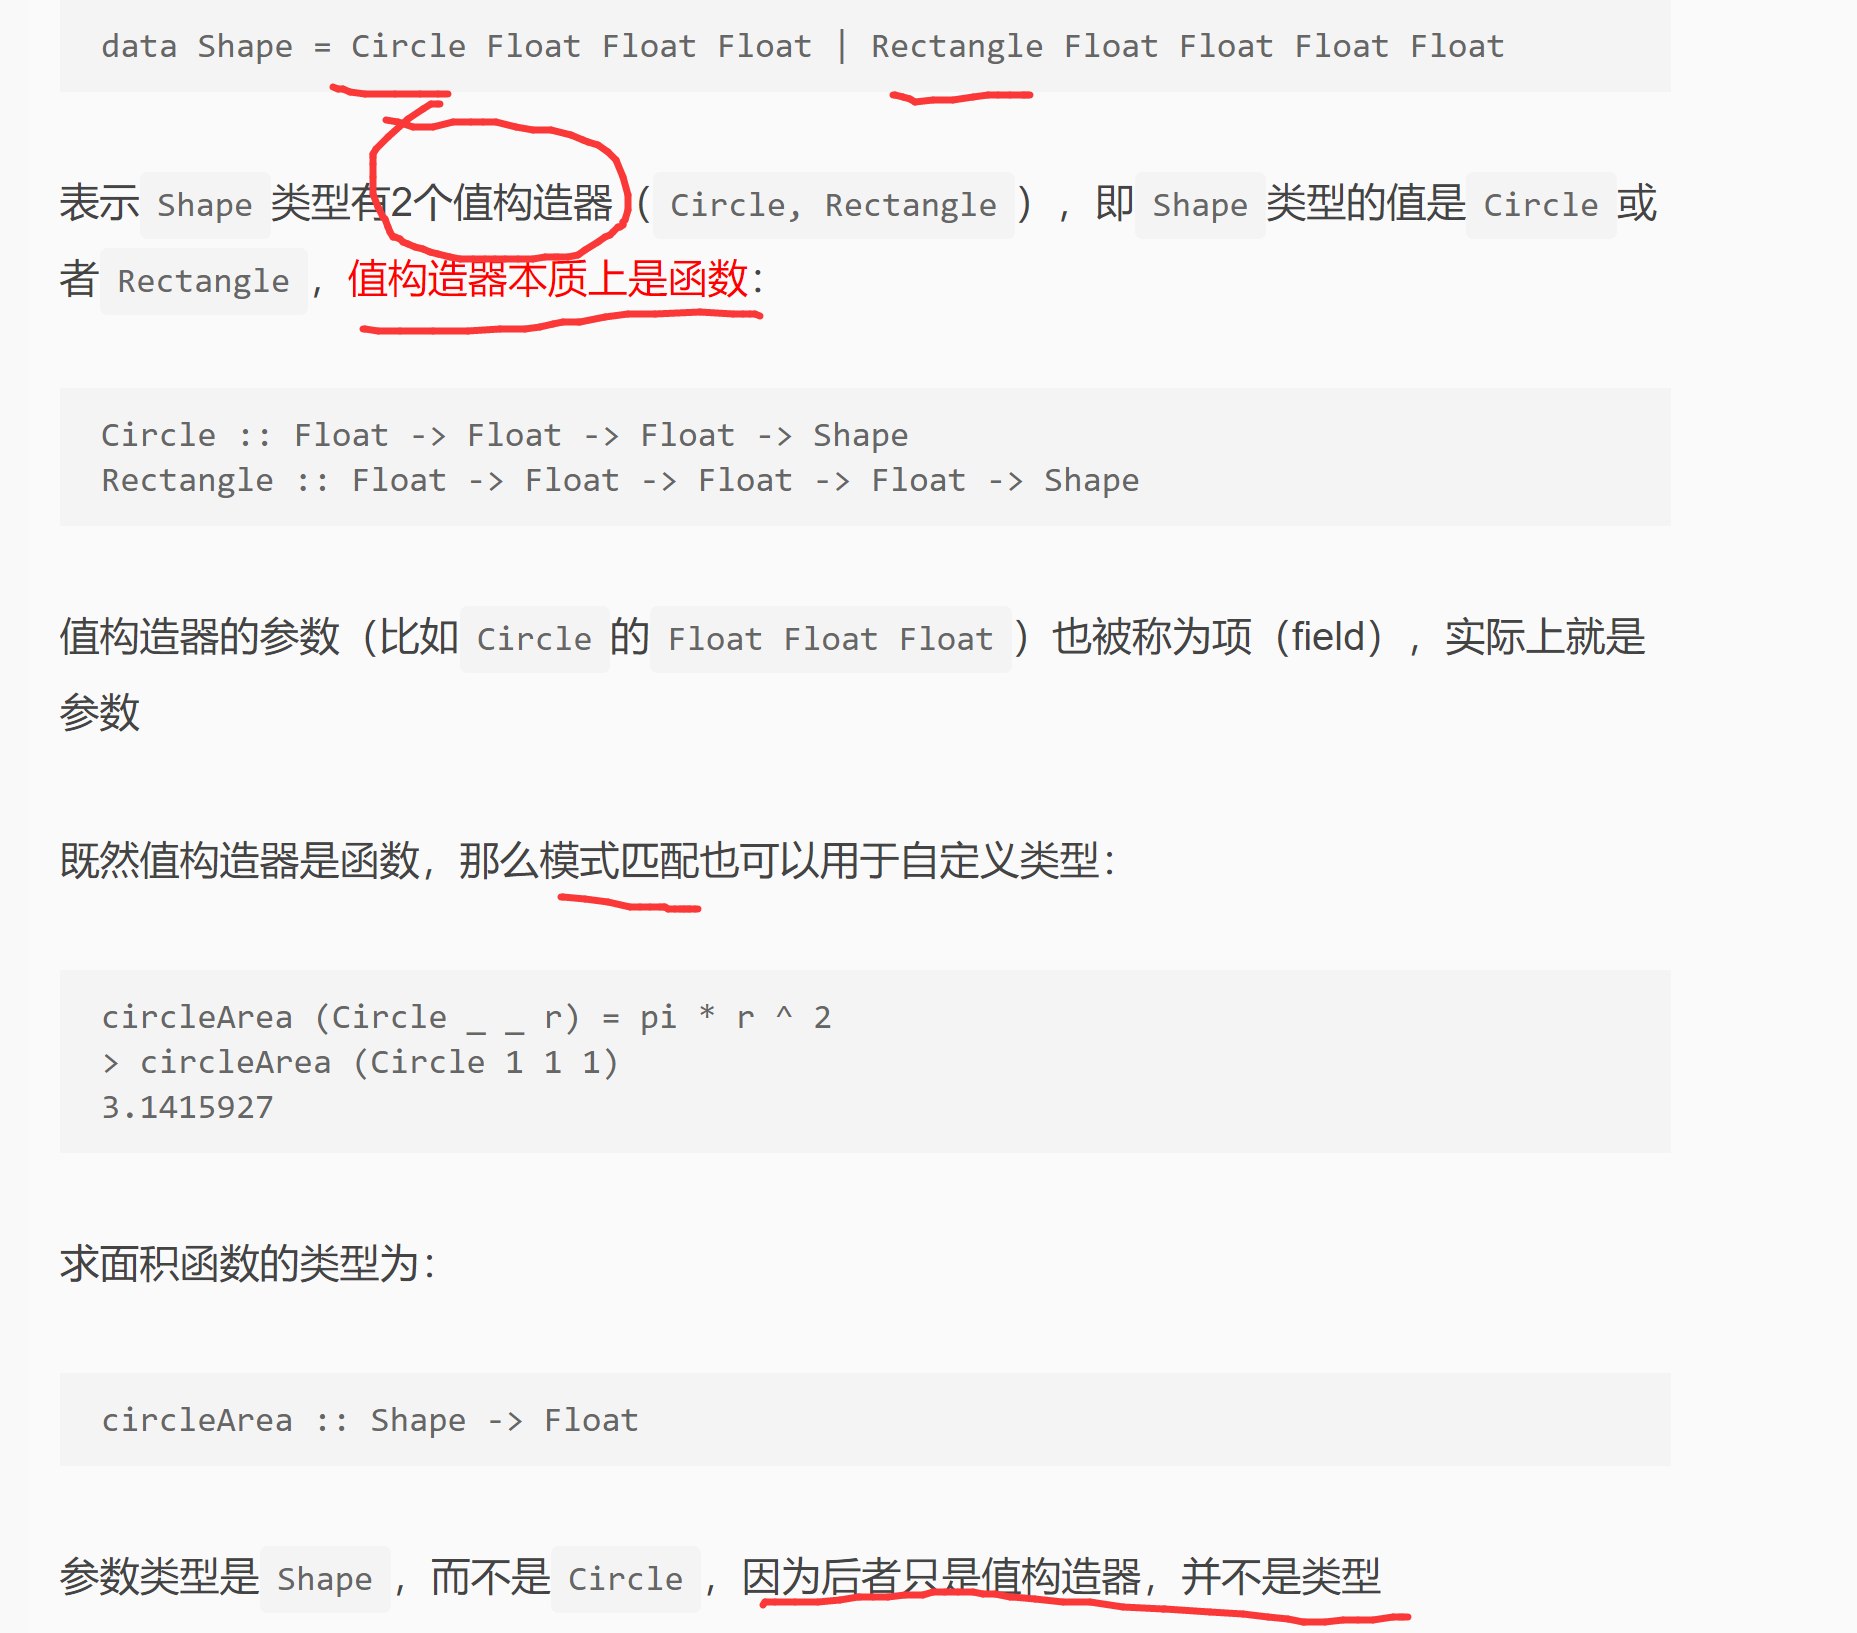 data Shape = Circle Float Float Float | Rectangle Float Float Float Float
表示 Shape 类型有2个值构造器（ Circle, Rectangle ），即 Shape 类型的值是 Circle 或
者 Rectangle ，值构造器本质上是函数：
Circle :: Float -> Float -> Float -> Shape
Rectangle :: Float -> Float -> Float -> Float -> Shape
值构造器的参数（比如 Circle 的 Float Float Float ）也被称为项（field），实际上就是
参数
既然值构造器是函数，那么模式匹配也可以用于自定义类型：
circleArea (Circle _ _ r) = pi * r ^ 2
> circleArea (Circle 1 1 1)
3.1415927
求面积函数的类型为：
circleArea :: Shape -> Float
参数类型是 Shape ，而不是 Circle ，因为后者只是值构造器，并不是类型